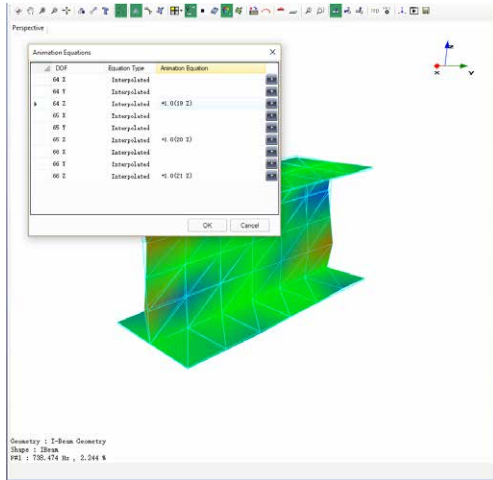 Perspective
Animation Equations
DOF Equation Type Animation Equation
64 X Interpolated
64 Y Interpolated
64 Z Interpolated +1.0(19 Z)
65 X Interpolated
65 Y Interpolated
65 Z Interpolated +1.0(20 Z)
66 X Interpolated
66 Y Interpolated
66 Z Interpolated +1.0(21 Z)
OK Cancel
Geometry : I-Beam Geometry
Shape : IBeam
P#1 : 738.474 Hz , 2.244 %